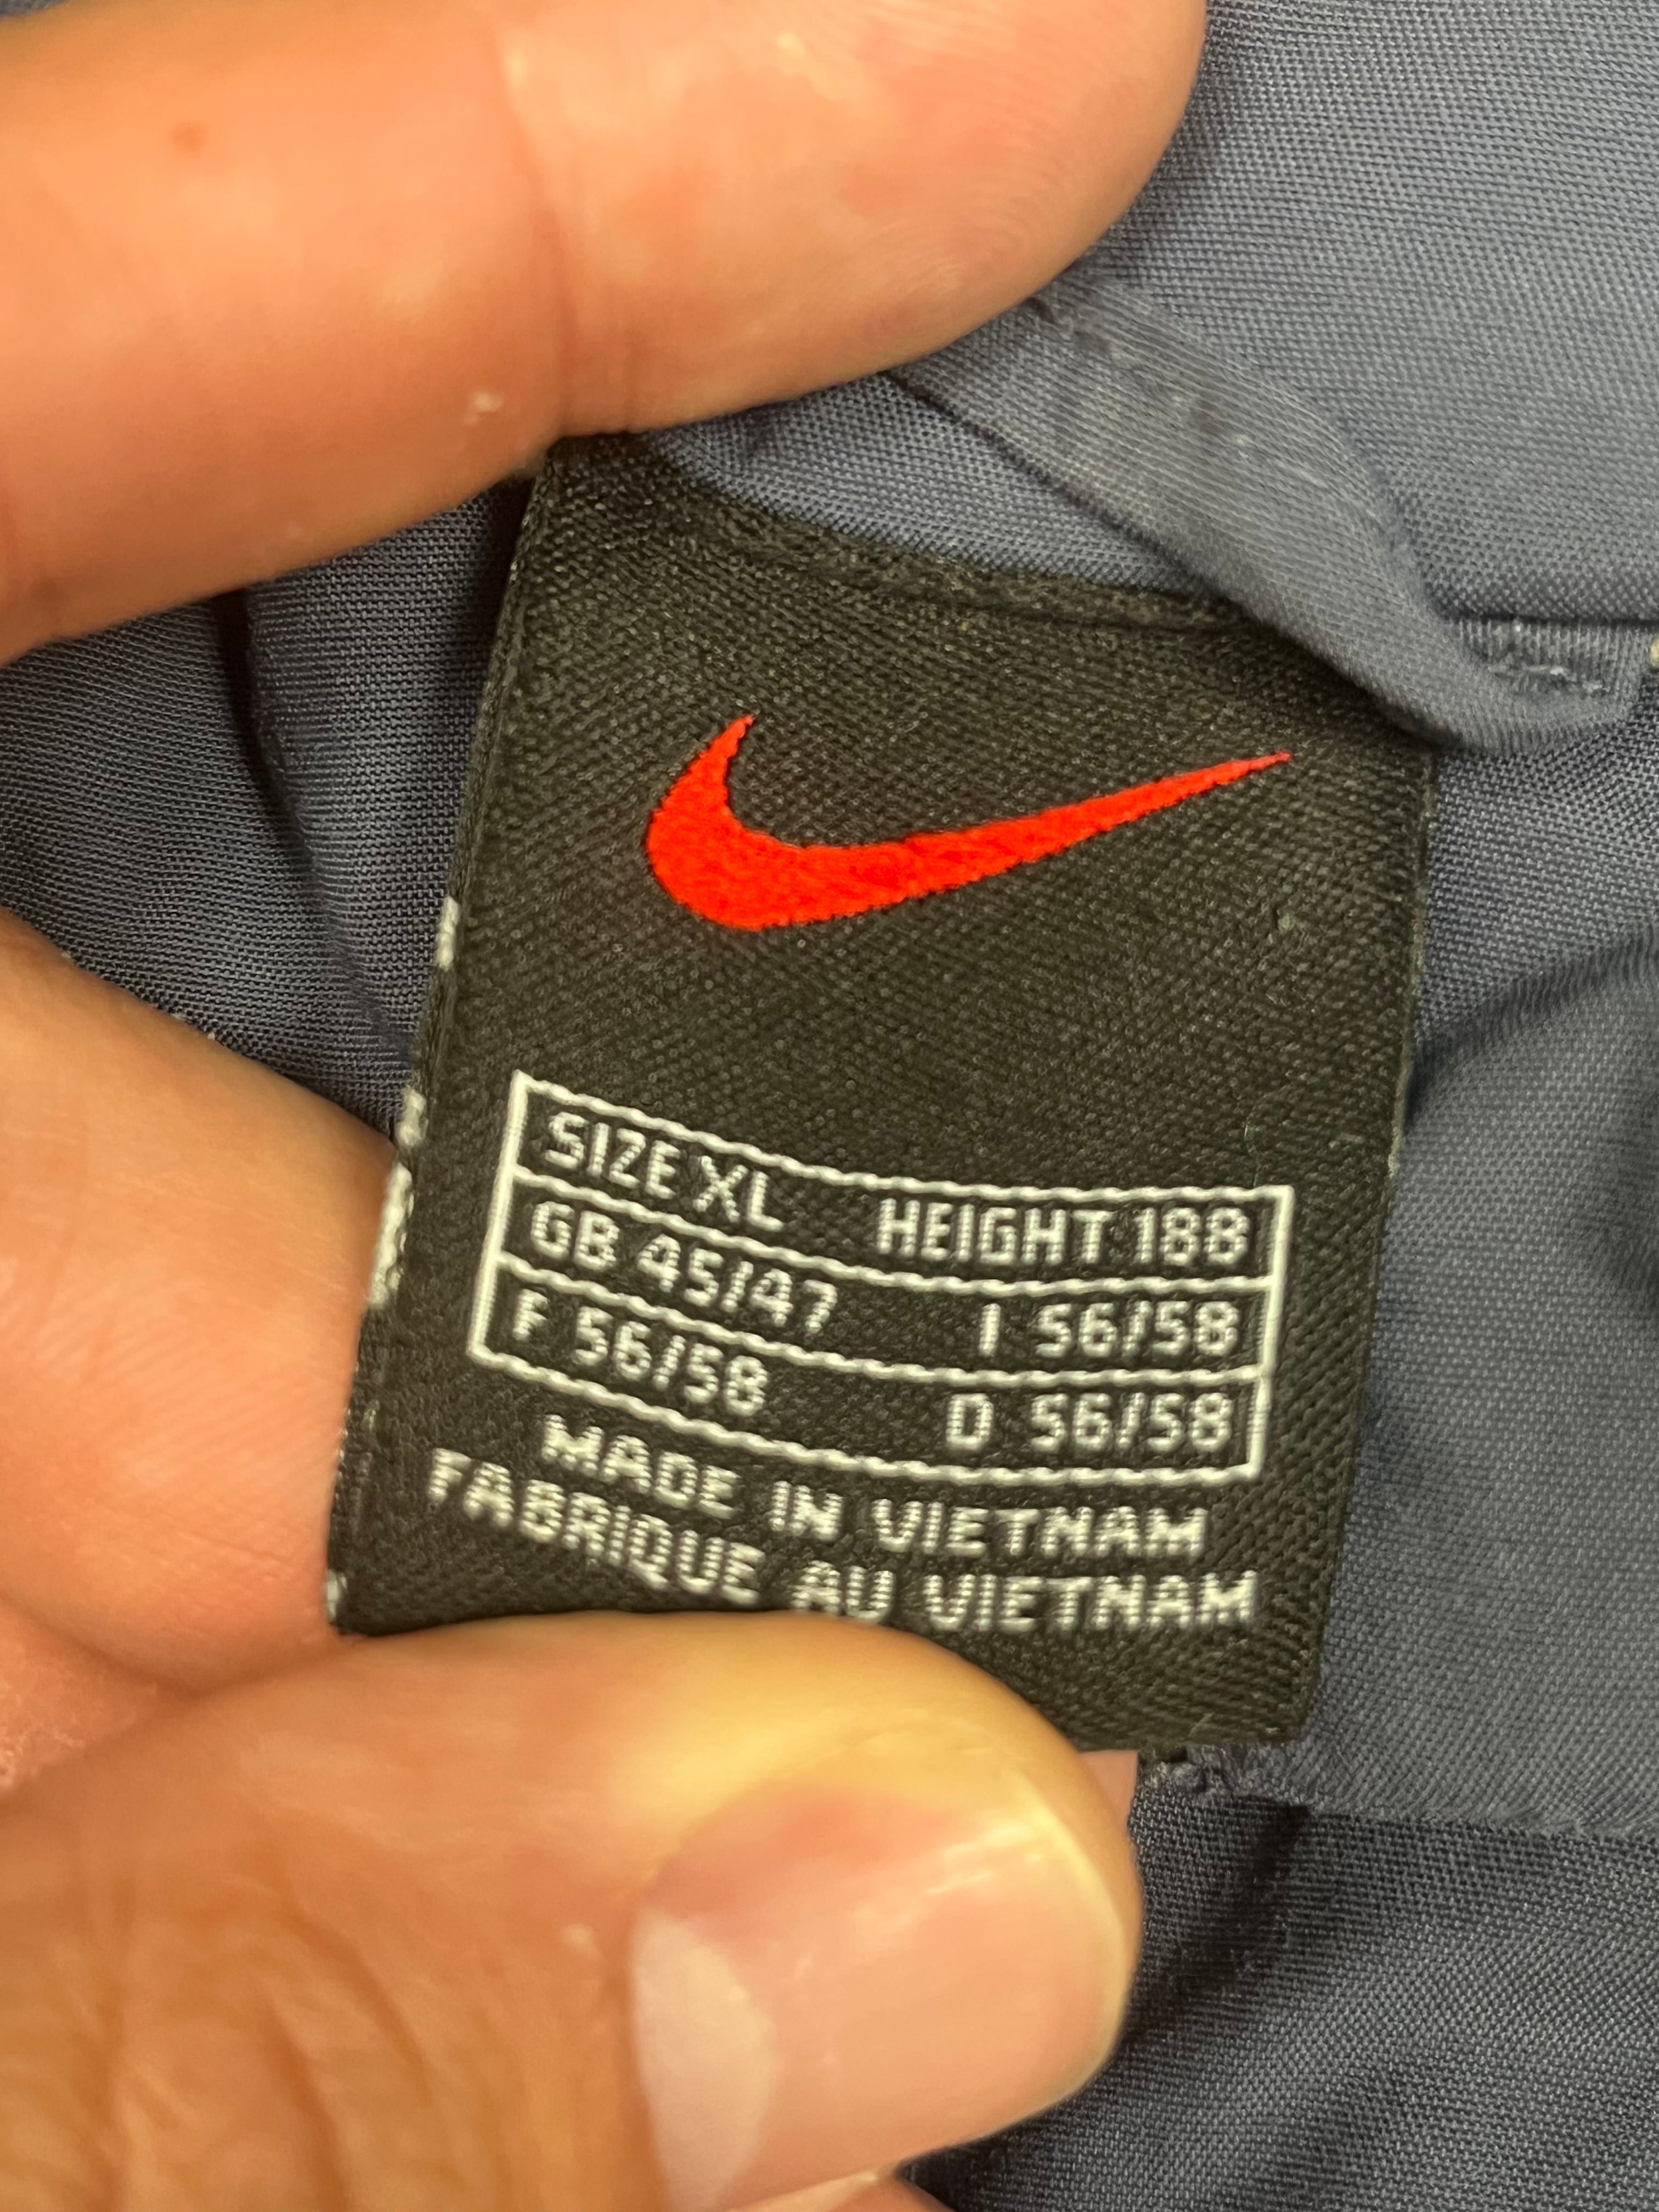 SIZE XL HEIGHT 188
GB 45/47 I 56/58
F 56/58 D 56/58
MADE IN VIETNAM
FABRIQUE AU VIETNAM